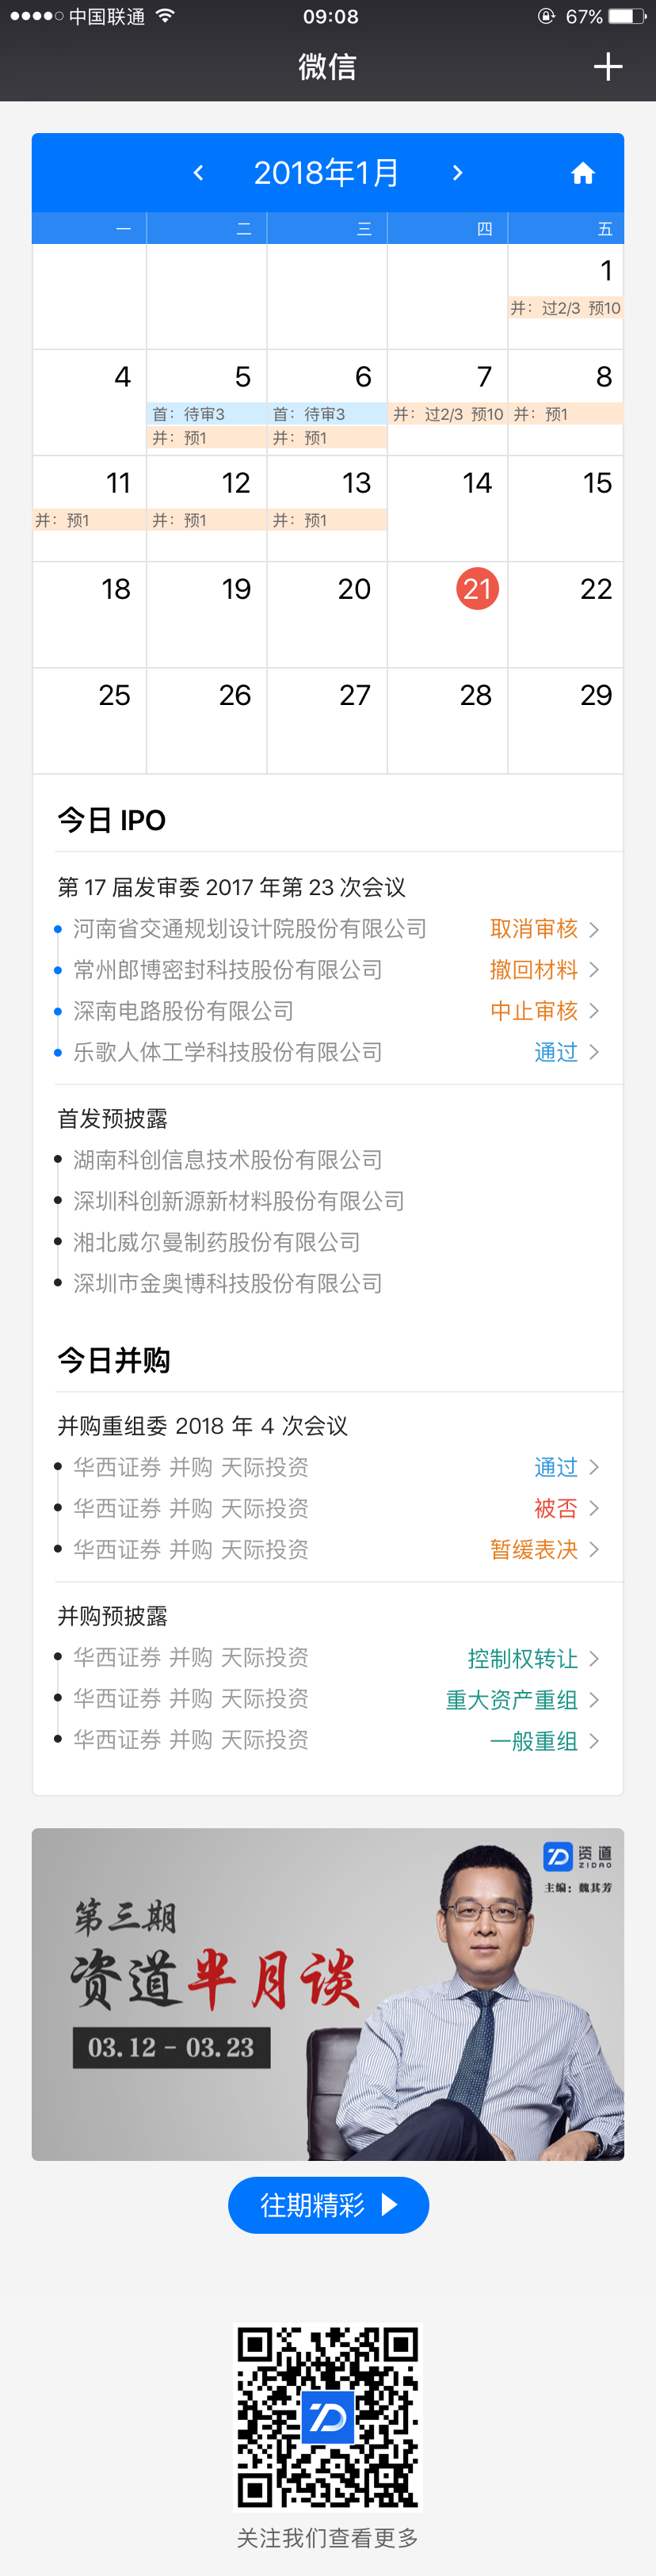 中国联通 09:08 67%
微信
2018年1月
一 二 三 四 五
1
并：过2/3 预10
4 5 6 7 8
首：待审3 首：待审3 并：过2/3 预10 并：预1
并：预1 并：预1
11 12 13 14 15
并：预1 并：预1 并：预1
18 19 20 21 22
25 26 27 28 29
今日 IPO
第 17 届发审委 2017 年第 23 次会议
河南省交通规划设计院股份有限公司 取消审核
常州郎博密封科技股份有限公司 撤回材料
深南电路股份有限公司 中止审核
乐歌人体工学科技股份有限公司 通过
首发预披露
湖南科创信息技术股份有限公司
深圳科创新源新材料股份有限公司
湘北威尔曼制药股份有限公司
深圳市金奥博科技股份有限公司
今日并购
并购重组委 2018 年 4 次会议
华西证券 并购 天际投资 通过
华西证券 并购 天际投资 被否
华西证券 并购 天际投资 暂缓表决
并购预披露
华西证券 并购 天际投资 控制权转让
华西证券 并购 天际投资 重大资产重组
华西证券 并购 天际投资 一般重组
资道
ZIDAO
主编：魏其芳
第三期
资道半月谈
03.12 - 03.23
往期精彩
关注我们查看更多